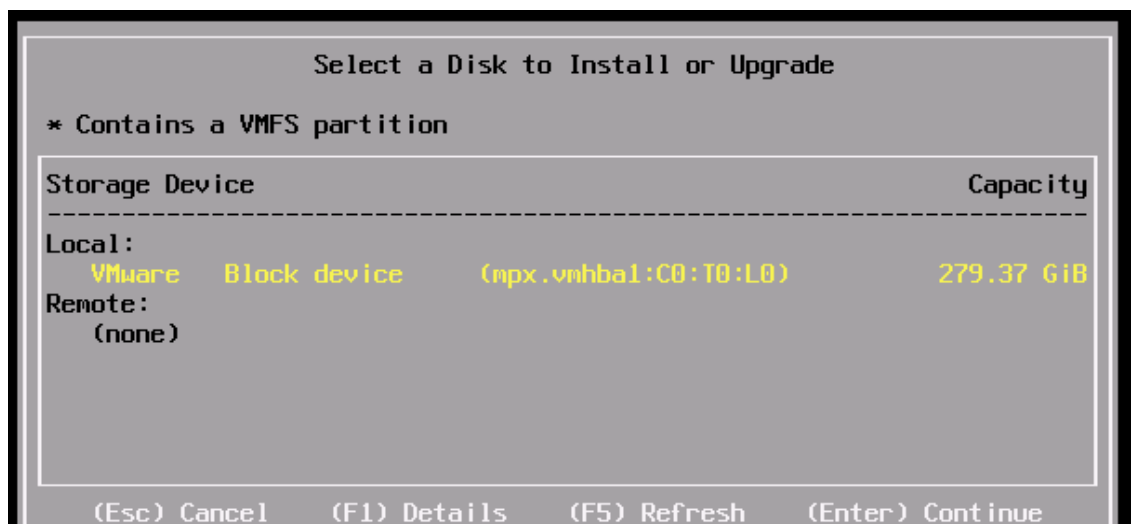 Select a Disk to Install or Upgrade
* Contains a VMFS partition
Storage Device Capacity
--------------------------------------------------------------------
Local:
VMware Block device (mpx.vmhba1:C0:T0:L0) 279.37 GiB
Remote:
(none)
(Esc) Cancel (F1) Details (F5) Refresh (Enter) Continue